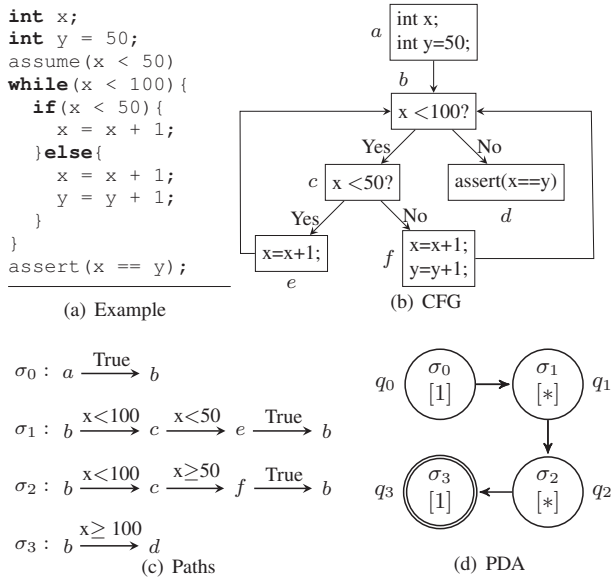 int x;
int y = 50;
assume(x < 50)
while(x < 100){
if(x < 50){
x = x + 1;
}else{
x = x + 1;
y = y + 1;
}
}
assert(x == y);
(a) Example
a
int x;
int y=50;
b
x <100?
Yes
No
c
x <50?
assert(x==y)
d
Yes
No
x=x+1;
e
f
x=x+1;
y=y+1;
(b) CFG
σ0 : a True b
σ1 : b x<100 c x<50 e True b
σ2 : b x<100 c x≥50 f True b
σ3 : b x≥ 100 d
(c) Paths
q0
σ0
[1]
σ1
[*]
q1
q3
σ3
[1]
σ2
[*]
q2
(d) PDA